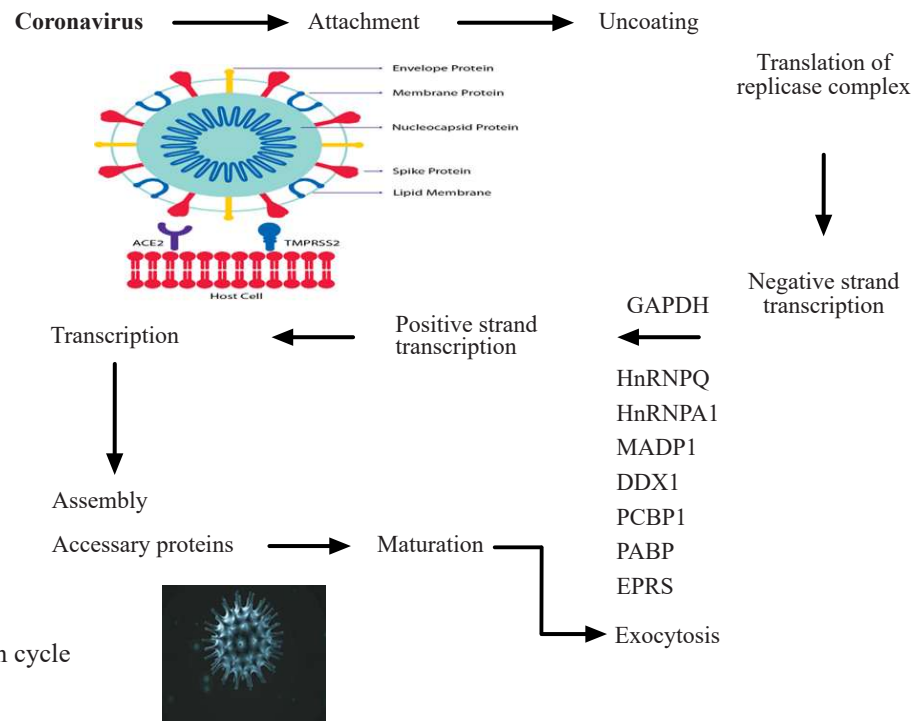 Coronavirus
Attachment
Uncoating
Translation of
replicase complex
Envelope Protein
Membrane Protein
Nucleocapsid Protein
Spike Protein
Lipid Membrane
ACE2
TMPRSS2
Host Cell
Negative strand
transcription
GAPDH
Positive strand
transcription
Transcription
HnRNPQ
HnRNPA1
MADP1
DDX1
PCBP1
PABP
EPRS
Assembly
Accessary proteins
Maturation
Exocytosis
cycle